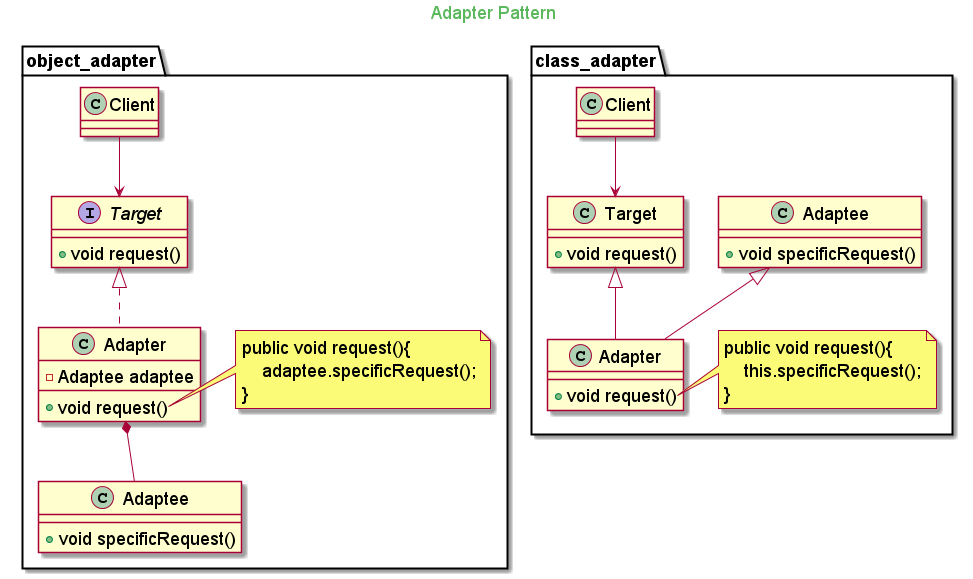 Adapter Pattern
object_adapter
C Client
I Target
void request()
C Adapter
Adaptee adaptee
void request()
public void request(){
adaptee.specificRequest();
}
C Adaptee
void specificRequest()
class_adapter
C Client
C Target
void request()
C Adaptee
void specificRequest()
C Adapter
void request()
public void request(){
this.specificRequest();
}